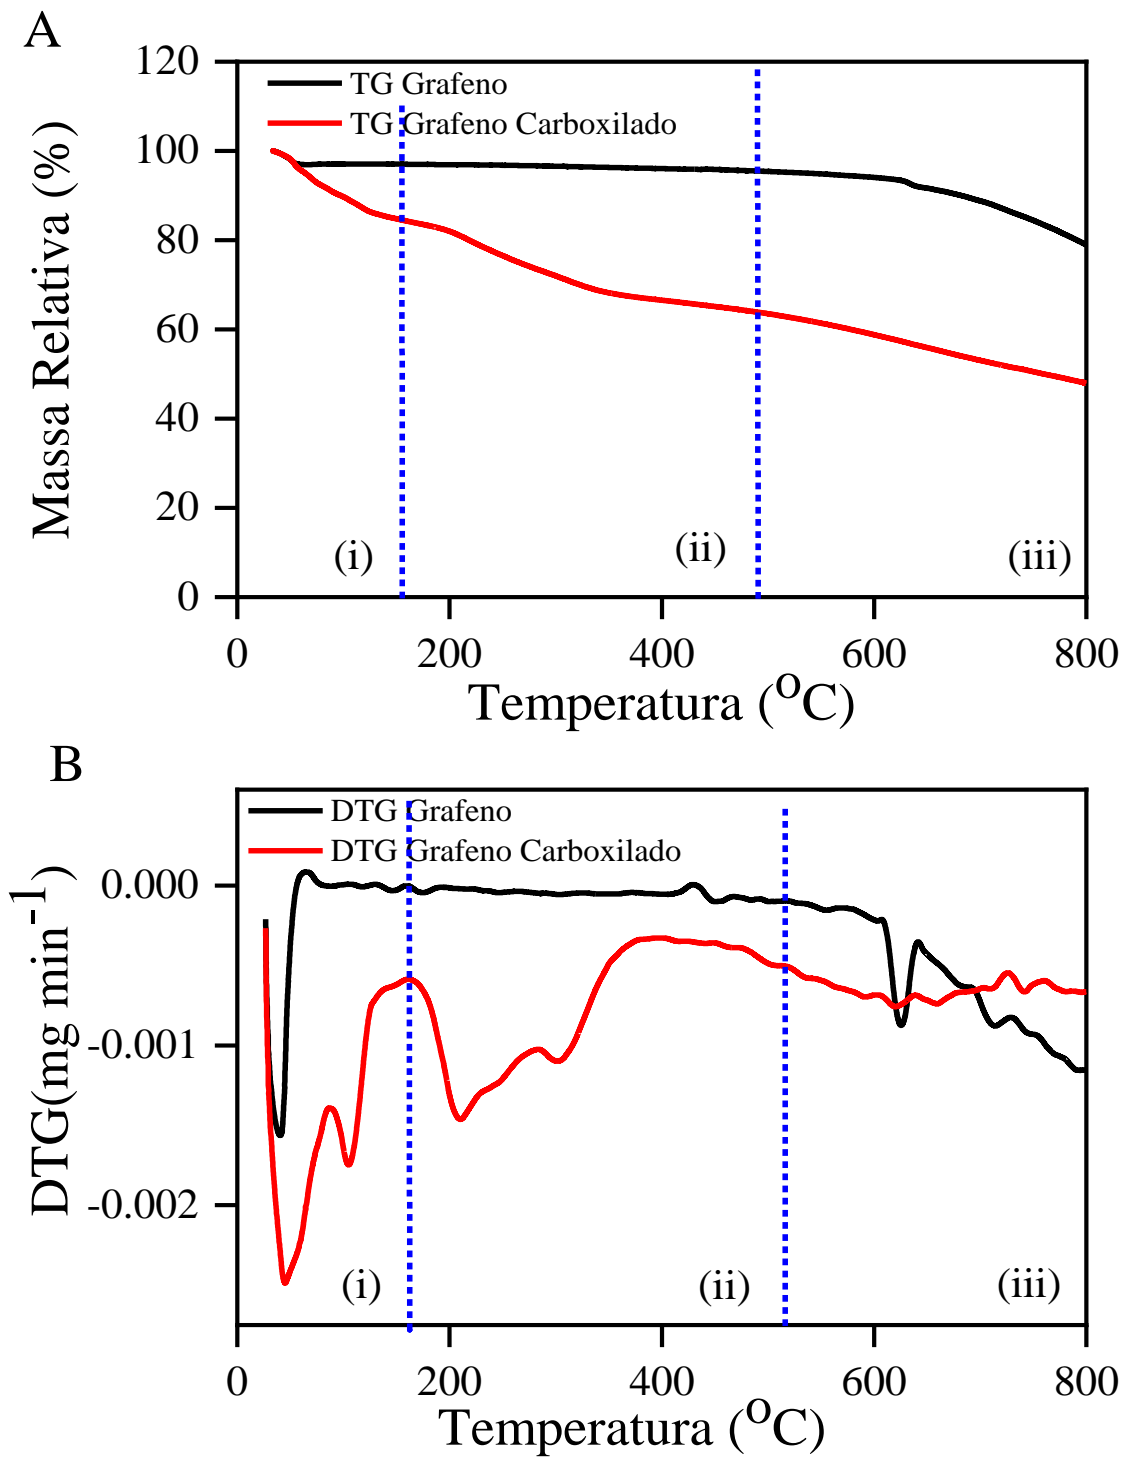 A
120
100
80
60
40
20
0
Massa Relativa (%)
TG Grafeno
TG Grafeno Carboxilado
(i)
(ii)
(iii)
0 200 400 600 800
Temperatura (ºC)
B
0.000
-0.001
-0.002
DTG(mg min⁻¹)
DTG Grafeno
DTG Grafeno Carboxilado
(i)
(ii)
(iii)
0 200 400 600 800
Temperatura (ºC)